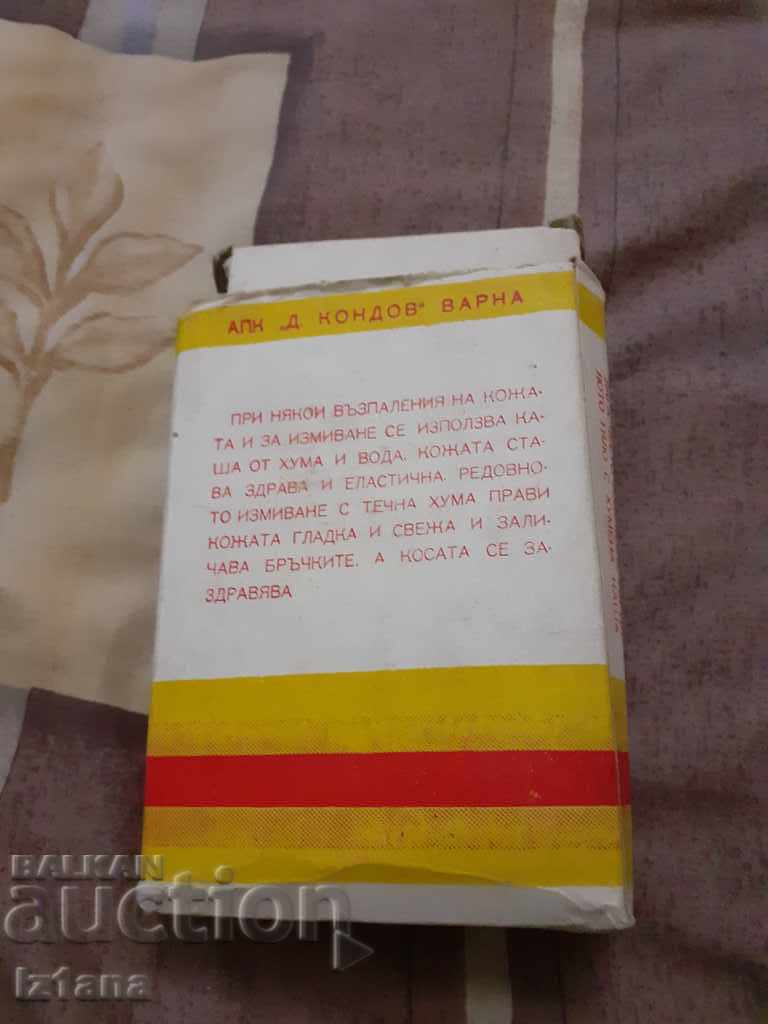 АПК „Д. КОНДОВ" ВАРНА
ПРИ НЯКОИ ВЪЗПАЛЕНИЯ НА КОЖА-
ТА И ЗА ИЗМИВАНЕ СЕ ИЗПОЛЗВА КА-
ША ОТ ХУМА И ВОДА. КОЖАТА СТА-
ВА ЗДРАВА И ЕЛАСТИЧНА. РЕДОВНО-
ТО ИЗМИВАНЕ С ТЕЧНА ХУМА ПРАВИ
КОЖАТА ГЛАДКА И СВЕЖА И ЗАЛИ-
ЧАВА БРЪЧКИТЕ, А КОСАТА СЕ ЗА-
ЗДРАВЯВА
BALKAN
auction
Iz1ana